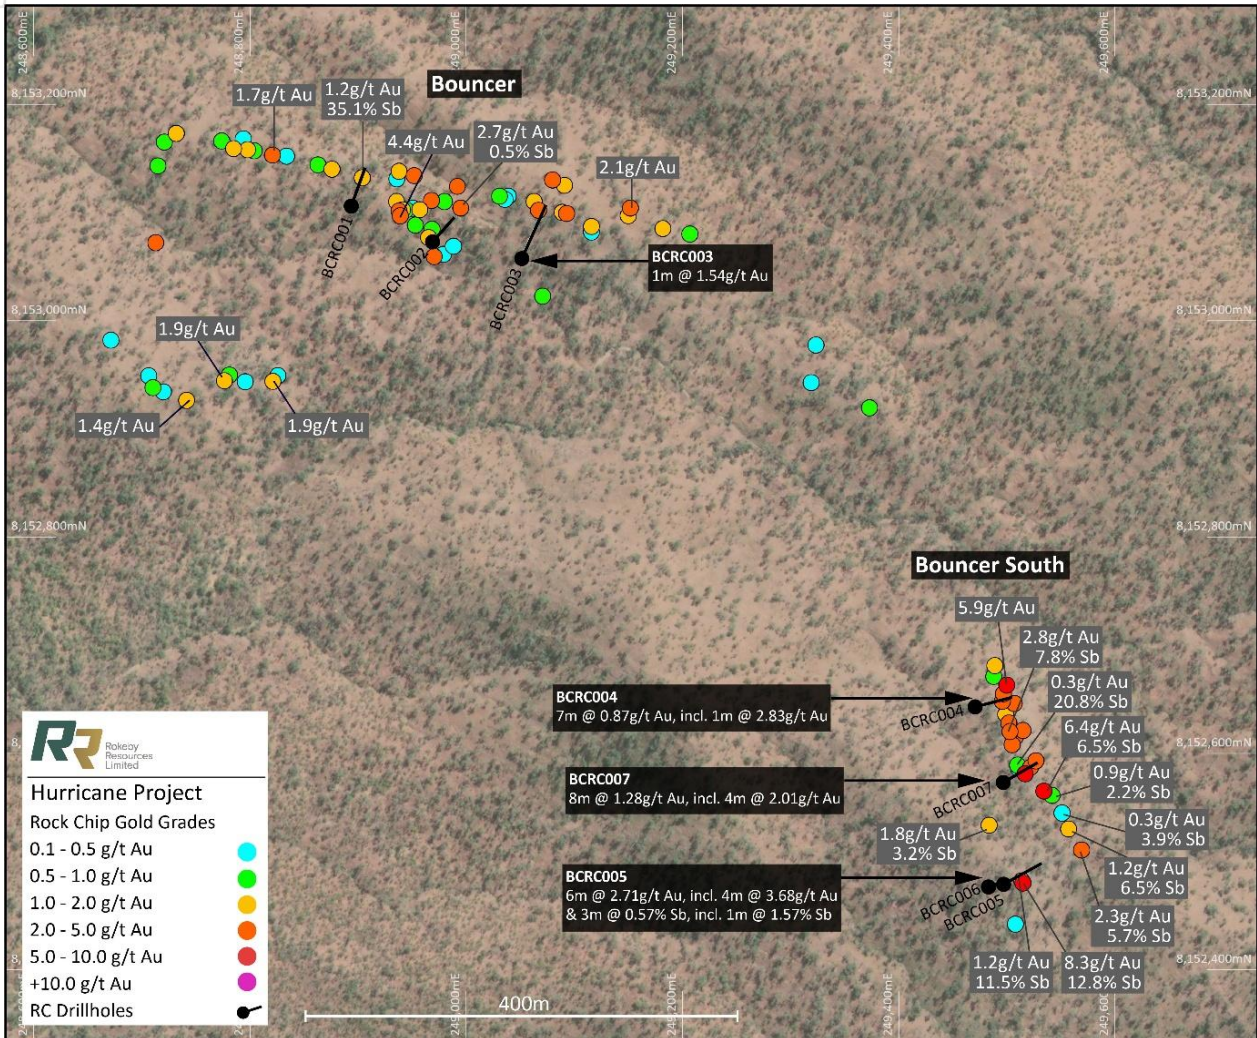 248,600mE
248,800mE
249,000mE
249,200mE
249,400mE
249,600mE
8,153,200mN
8,153,200mN
Bouncer
1.7g/t Au
1.2g/t Au
35.1% Sb
4.4g/t Au
2.7g/t Au
0.5% Sb
2.1g/t Au
BCRC001
BCRC002
BCRC003
BCRC003
1m @ 1.54g/t Au
8,153,000mN
8,153,000mN
1.9g/t Au
1.4g/t Au
1.9g/t Au
8,152,800mN
8,152,800mN
Bouncer South
5.9g/t Au
2.8g/t Au
7.8% Sb
0.3g/t Au
20.8% Sb
6.4g/t Au
6.5% Sb
0.9g/t Au
2.2% Sb
0.3g/t Au
3.9% Sb
1.2g/t Au
6.5% Sb
2.3g/t Au
5.7% Sb
8.3g/t Au
12.8% Sb
1.2g/t Au
11.5% Sb
1.8g/t Au
3.2% Sb
BCRC004
7m @ 0.87g/t Au, incl. 1m @ 2.83g/t Au
BCRC004
BCRC007
8m @ 1.28g/t Au, incl. 4m @ 2.01g/t Au
BCRC007
BCRC005
6m @ 2.71g/t Au, incl. 4m @ 3.68g/t Au
& 3m @ 0.57% Sb, incl. 1m @ 1.57% Sb
BCRC006
BCRC005
8,152,600mN
8,152,400mN
RR
Rokeby
Resources
Limited
Hurricane Project
Rock Chip Gold Grades
0.1 - 0.5 g/t Au
0.5 - 1.0 g/t Au
1.0 - 2.0 g/t Au
2.0 - 5.0 g/t Au
5.0 - 10.0 g/t Au
+10.0 g/t Au
RC Drillholes
400m
249,000mE
249,200mE
249,400mE
249,600mE